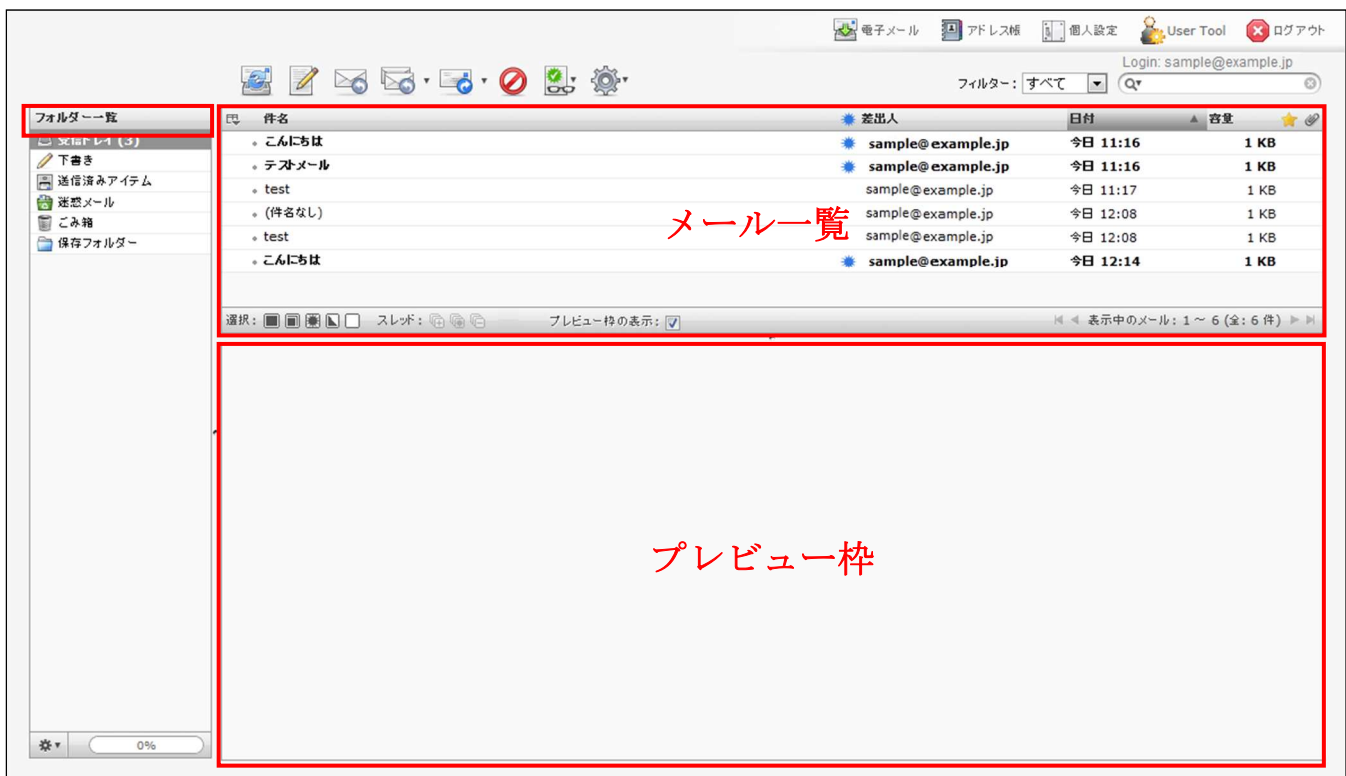 電子メール アドレス帳 個人設定 User Tool ログアウト
Login: sample@example.jp
フィルター: すべて
フォルダー一覧
受信トレイ (3)
下書き
送信済みアイテム
迷惑メール
ごみ箱
保存フォルダー
0%
件名 差出人 日付 容量
こんにちは sample@example.jp 今日 11:16 1 KB
テストメール sample@example.jp 今日 11:16 1 KB
test sample@example.jp 今日 11:17 1 KB
(件名なし) sample@example.jp 今日 12:08 1 KB
test sample@example.jp 今日 12:08 1 KB
こんにちは sample@example.jp 今日 12:14 1 KB
メール一覧
選択: スレッド: プレビュー枠の表示: 表示中のメール: 1 ～ 6 (全: 6 件)
プレビュー枠